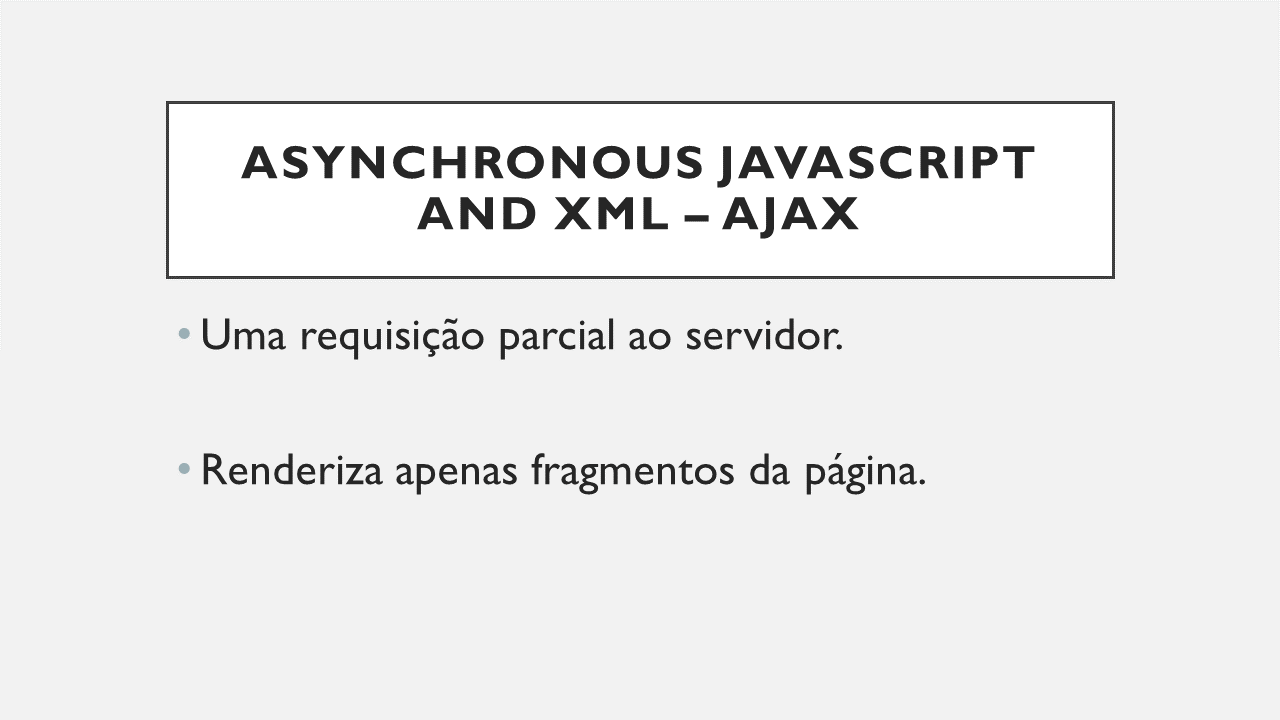 ASYNCHRONOUS JAVASCRIPT
AND XML – AJAX
• Uma requisição parcial ao servidor.
• Renderiza apenas fragmentos da página.